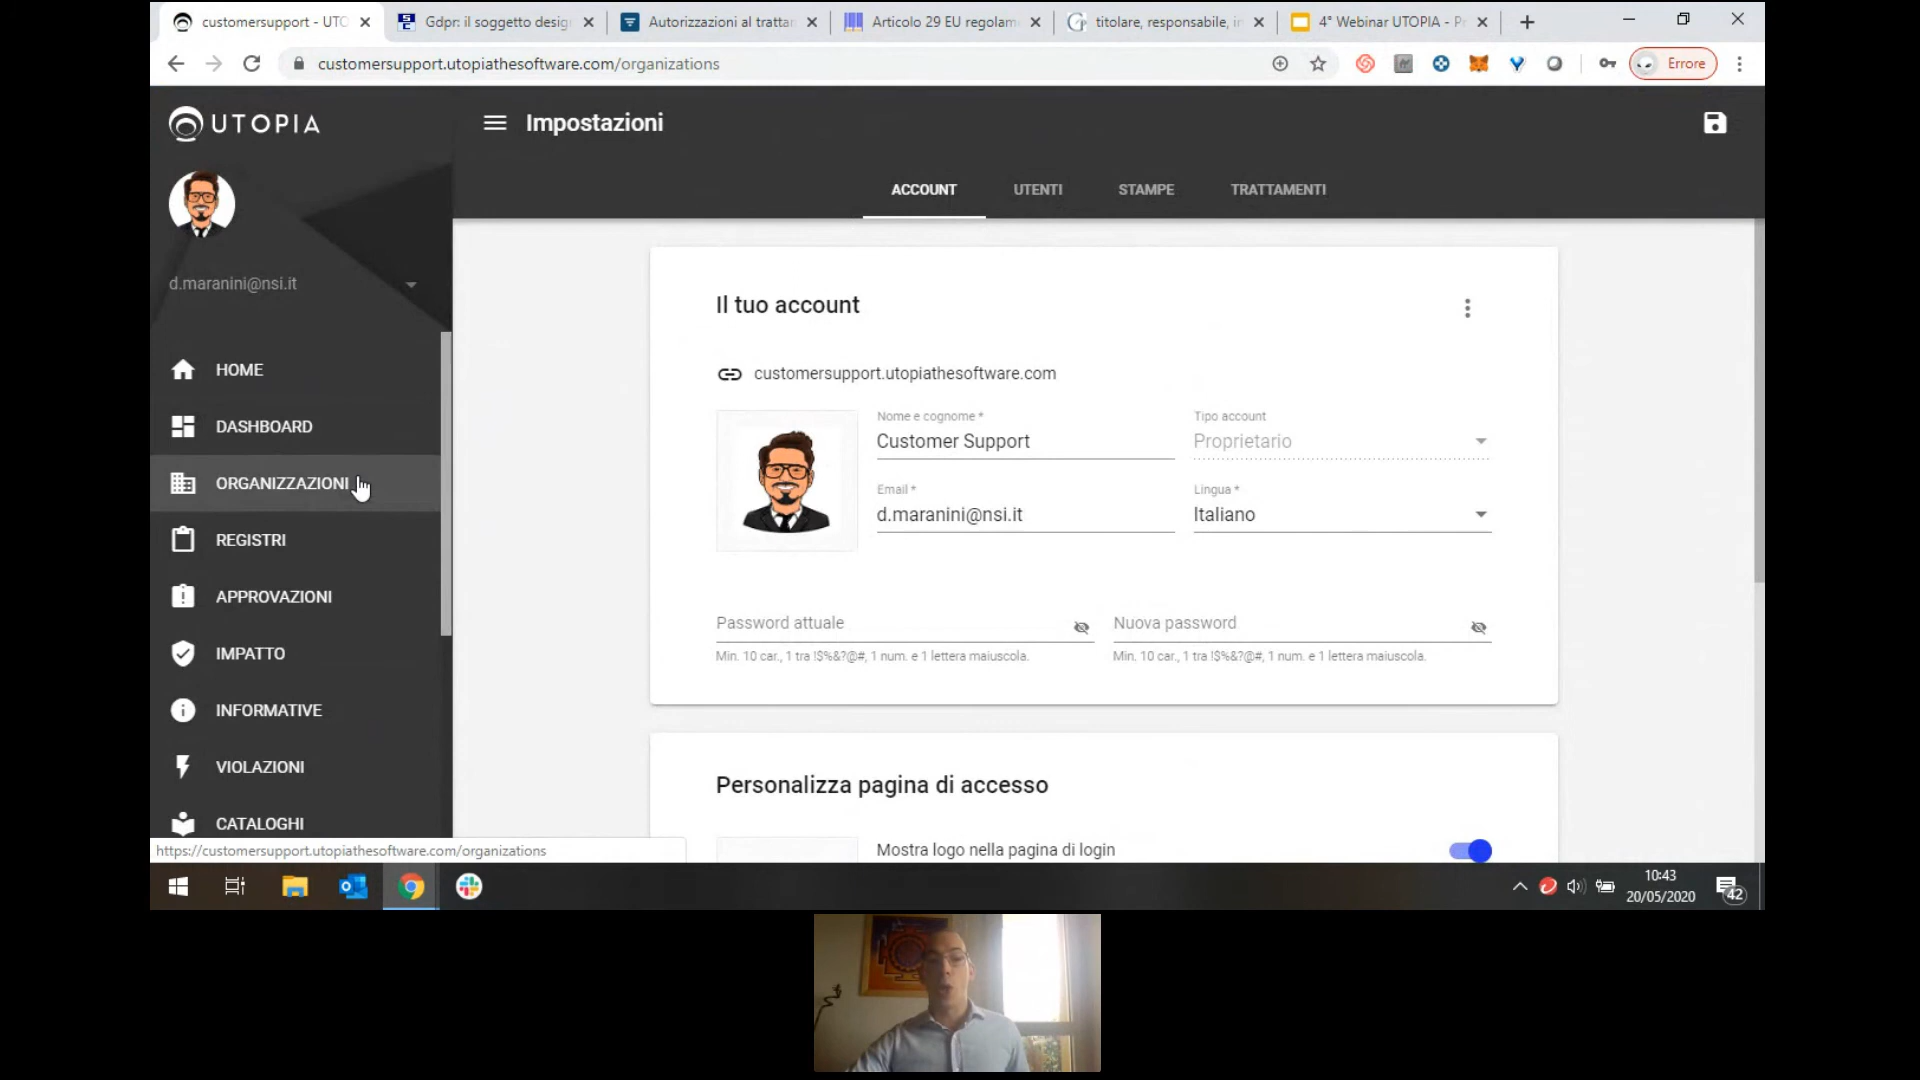 customersupport - UTO
Gdpr: il soggetto desig
Autorizzazioni al tratta
Articolo 29 EU regolam
titolare, responsabile, i
4° Webinar UTOPIA - P
customersupport.utopiathesoftware.com/organizations
Errore
UTOPIA
Impostazioni
ACCOUNT
UTENTI
STAMPE
TRATTAMENTI
d.maranini@nsi.it
HOME
DASHBOARD
ORGANIZZAZIONI
REGISTRI
APPROVAZIONI
IMPATTO
INFORMATIVE
VIOLAZIONI
CATALOGHI
Il tuo account
customersupport.utopiathesoftware.com
Nome e cognome *
Customer Support
Tipo account
Proprietario
Email *
d.maranini@nsi.it
Lingua *
Italiano
Password attuale
Min. 10 car., 1 tra !$%&?@#, 1 num. e 1 lettera maiuscola.
Nuova password
Min. 10 car., 1 tra !$%&?@#, 1 num. e 1 lettera maiuscola.
Personalizza pagina di accesso
Mostra logo nella pagina di login
https://customersupport.utopiathesoftware.com/organizations
10:43
20/05/2020
42